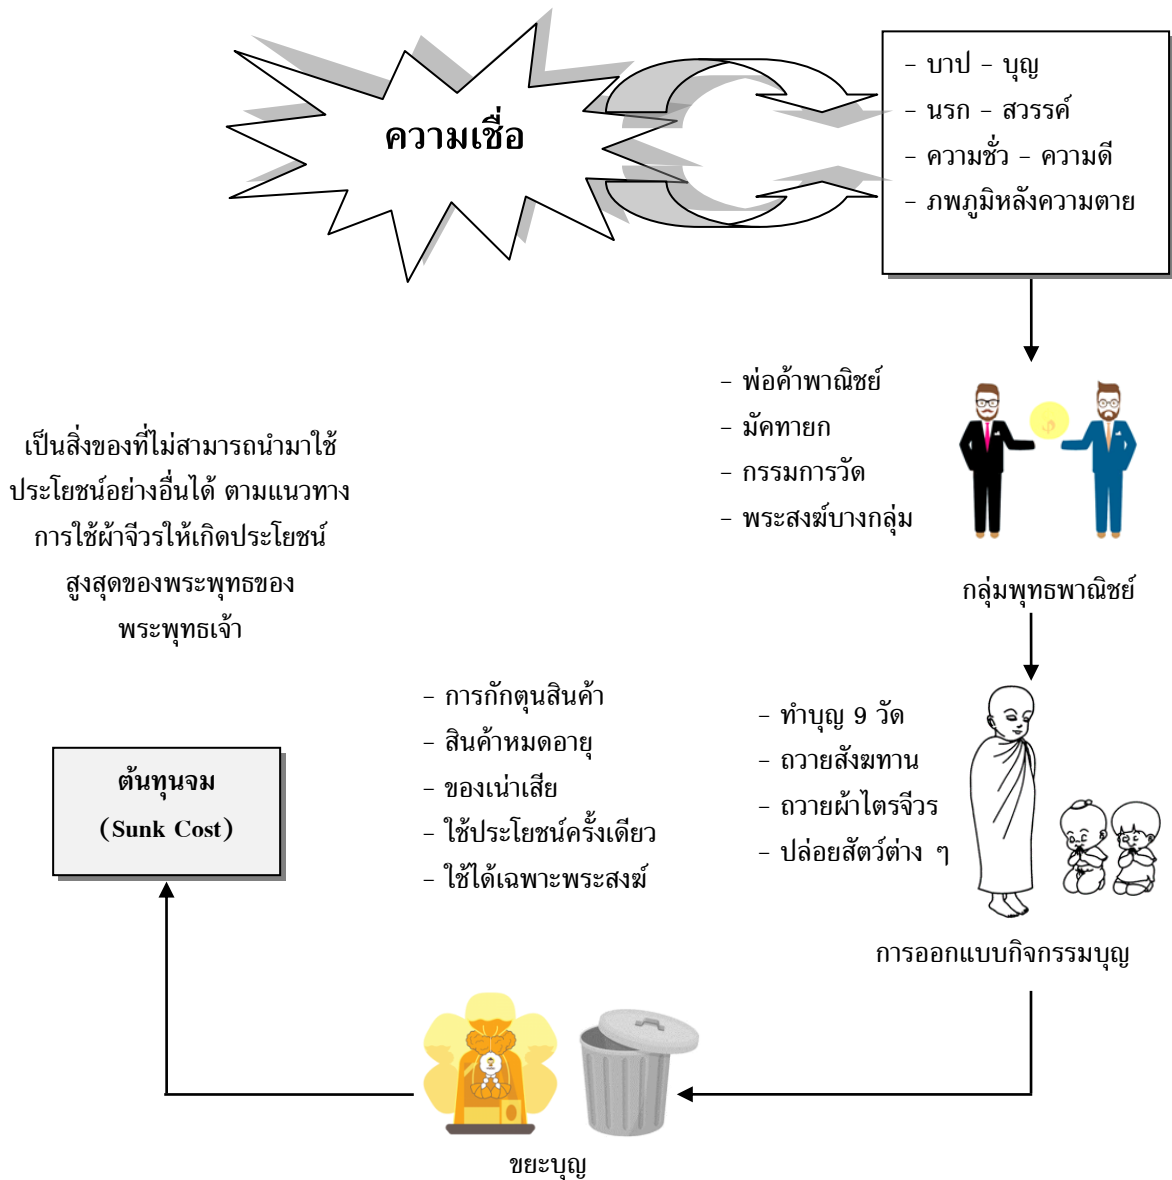 ความเชื่อ
- บาป - บุญ
- นรก - สวรรค์
- ความชั่ว - ความดี
- ภพภูมิหลังความตาย
- พ่อค้าพาณิชย์
- มัคทายก
- กรรมการวัด
- พระสงฆ์บางกลุ่ม
กลุ่มพุทธพาณิชย์
- ทำบุญ 9 วัด
- ถวายสังฆทาน
- ถวายผ้าไตรจีวร
- ปล่อยสัตว์ต่าง ๆ
การออกแบบกิจกรรมบุญ
- การกักตุนสินค้า
- สินค้าหมดอายุ
- ของเน่าเสีย
- ใช้ประโยชน์ครั้งเดียว
- ใช้ได้เฉพาะพระสงฆ์
ขยะบุญ
เป็นสิ่งของที่ไม่สามารถนำมาใช้
ประโยชน์อย่างอื่นได้ ตามแนวทาง
การใช้ผ้าจีวรให้เกิดประโยชน์
สูงสุดของพระพุทธของ
พระพุทธเจ้า
ต้นทุนจม
(Sunk Cost)